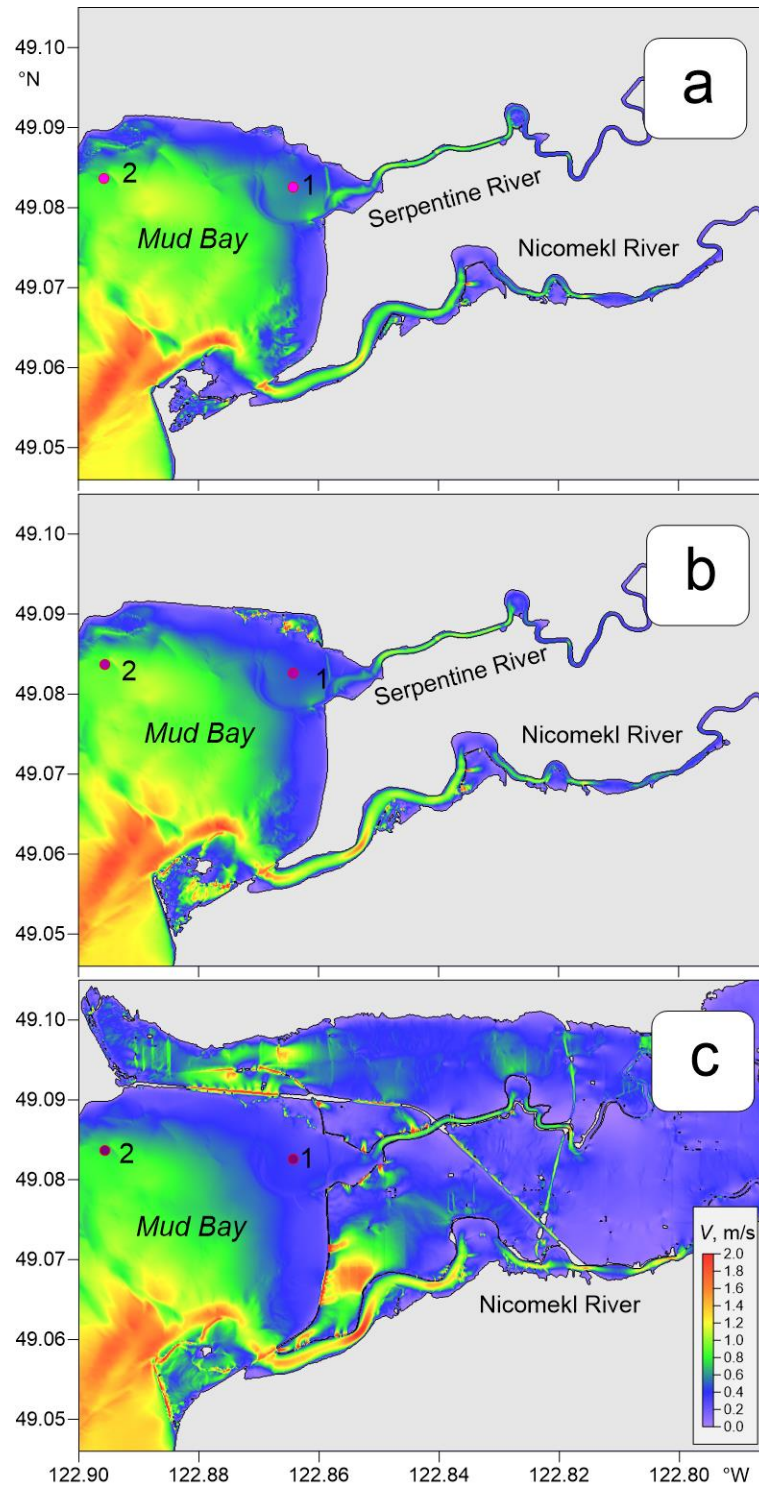 49.10
°N
a
49.09
2
1
Serpentine River
49.08
Mud Bay
Nicomekl River
49.07
49.06
49.05
49.10
b
49.09
2
1
Serpentine River
49.08
Mud Bay
Nicomekl River
49.07
49.06
49.05
49.10
c
49.09
2
1
49.08
Mud Bay
49.07
V, m/s
2.0
1.8
1.6
1.4
1.2
1.0
0.8
0.6
0.4
0.2
0.0
Nicomekl River
49.06
49.05
122.90 122.88 122.86 122.84 122.82 122.80 °W